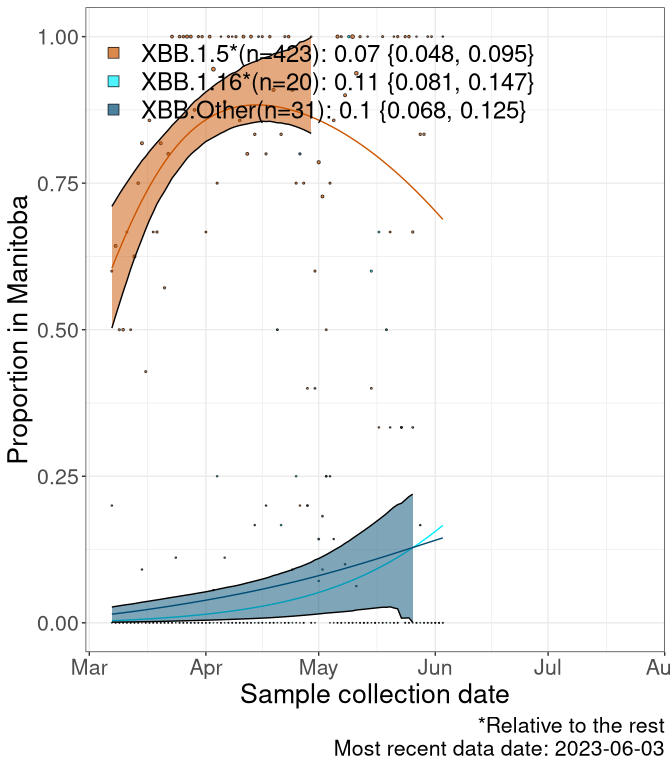 1.00
XBB.1.5*(n=423): 0.07 {0.048, 0.095}
XBB.1.16*(n=20): 0.11 {0.081, 0.147}
XBB.Other(n=31): 0.1 {0.068, 0.125}
0.75
0.50
0.25
0.00
Proportion in Manitoba
Mar Apr May Jun Jul Au
Sample collection date
*Relative to the rest
Most recent data date: 2023-06-03